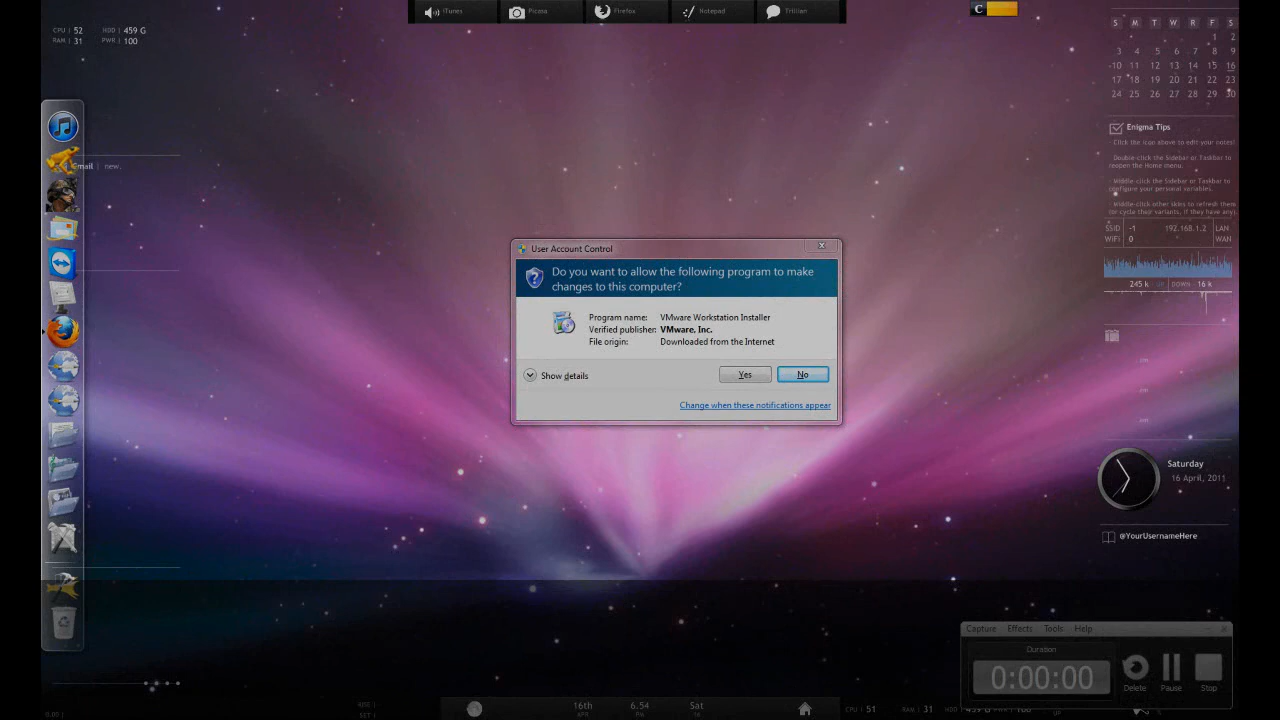 iTunes
Picasa
Firefox
Notepad
Trillian
C
CPU | 52 HDD | 459 G
RAM | 31 PWR | 100
S M T W R F S
1 2
3 4 5 6 7 8 9
10 11 12 13 14 15 16
17 18 19 20 21 22 23
24 25 26 27 28 29 30
Enigma Tips
Click the icon above to edit your notes!
Double-click the Sidebar or Taskbar to
reopen the Home menu.
Middle-click the Sidebar or Taskbar to
configure your personal variables.
Middle-click other skins to refresh them
(or cycle their variants, if they have any).
Gmail | new.
SSID -1 192.168.1.2 LAN
WiFi 0 WAN
245 k UP DOWN 16 k
User Account Control
Do you want to allow the following program to make
changes to this computer?
Program name: VMware Workstation Installer
Verified publisher: VMware, Inc.
File origin: Downloaded from the Internet
Show details
Yes
No
Change when these notifications appear
Saturday
16 April, 2011
@YourUsernameHere
Capture Effects Tools Help
Duration
0:00:00
Delete
Pause
Stop
16th
APR
6.54
PM
Sat
16
CPU | 51 RAM | 31 HDD